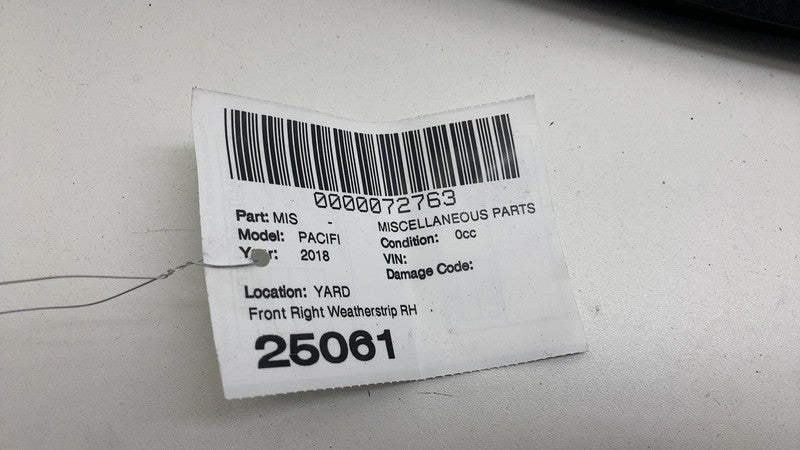 0000072763
Part: MIS - MISCELLANEOUS PARTS
Model: PACIFI Condition: 0cc
Year: 2018 VIN:
Damage Code:
Location: YARD
Front Right Weatherstrip RH
25061